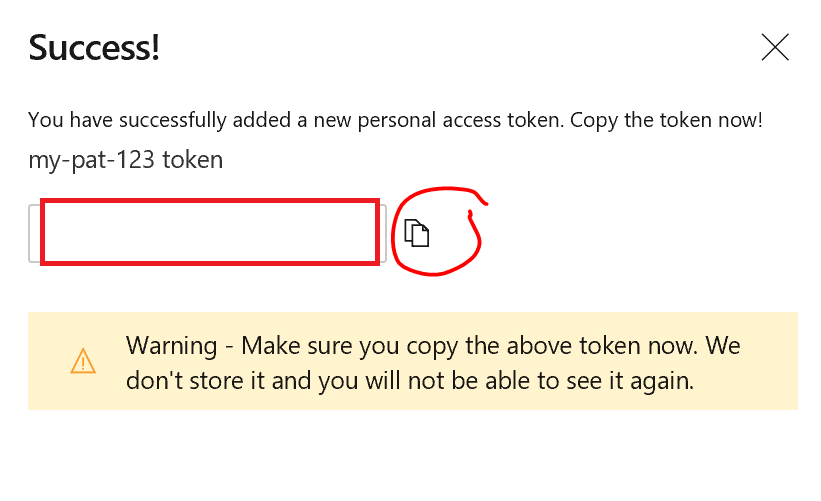 Success!
You have successfully added a new personal access token. Copy the token now!
my-pat-123 token
Warning - Make sure you copy the above token now. We
don't store it and you will not be able to see it again.